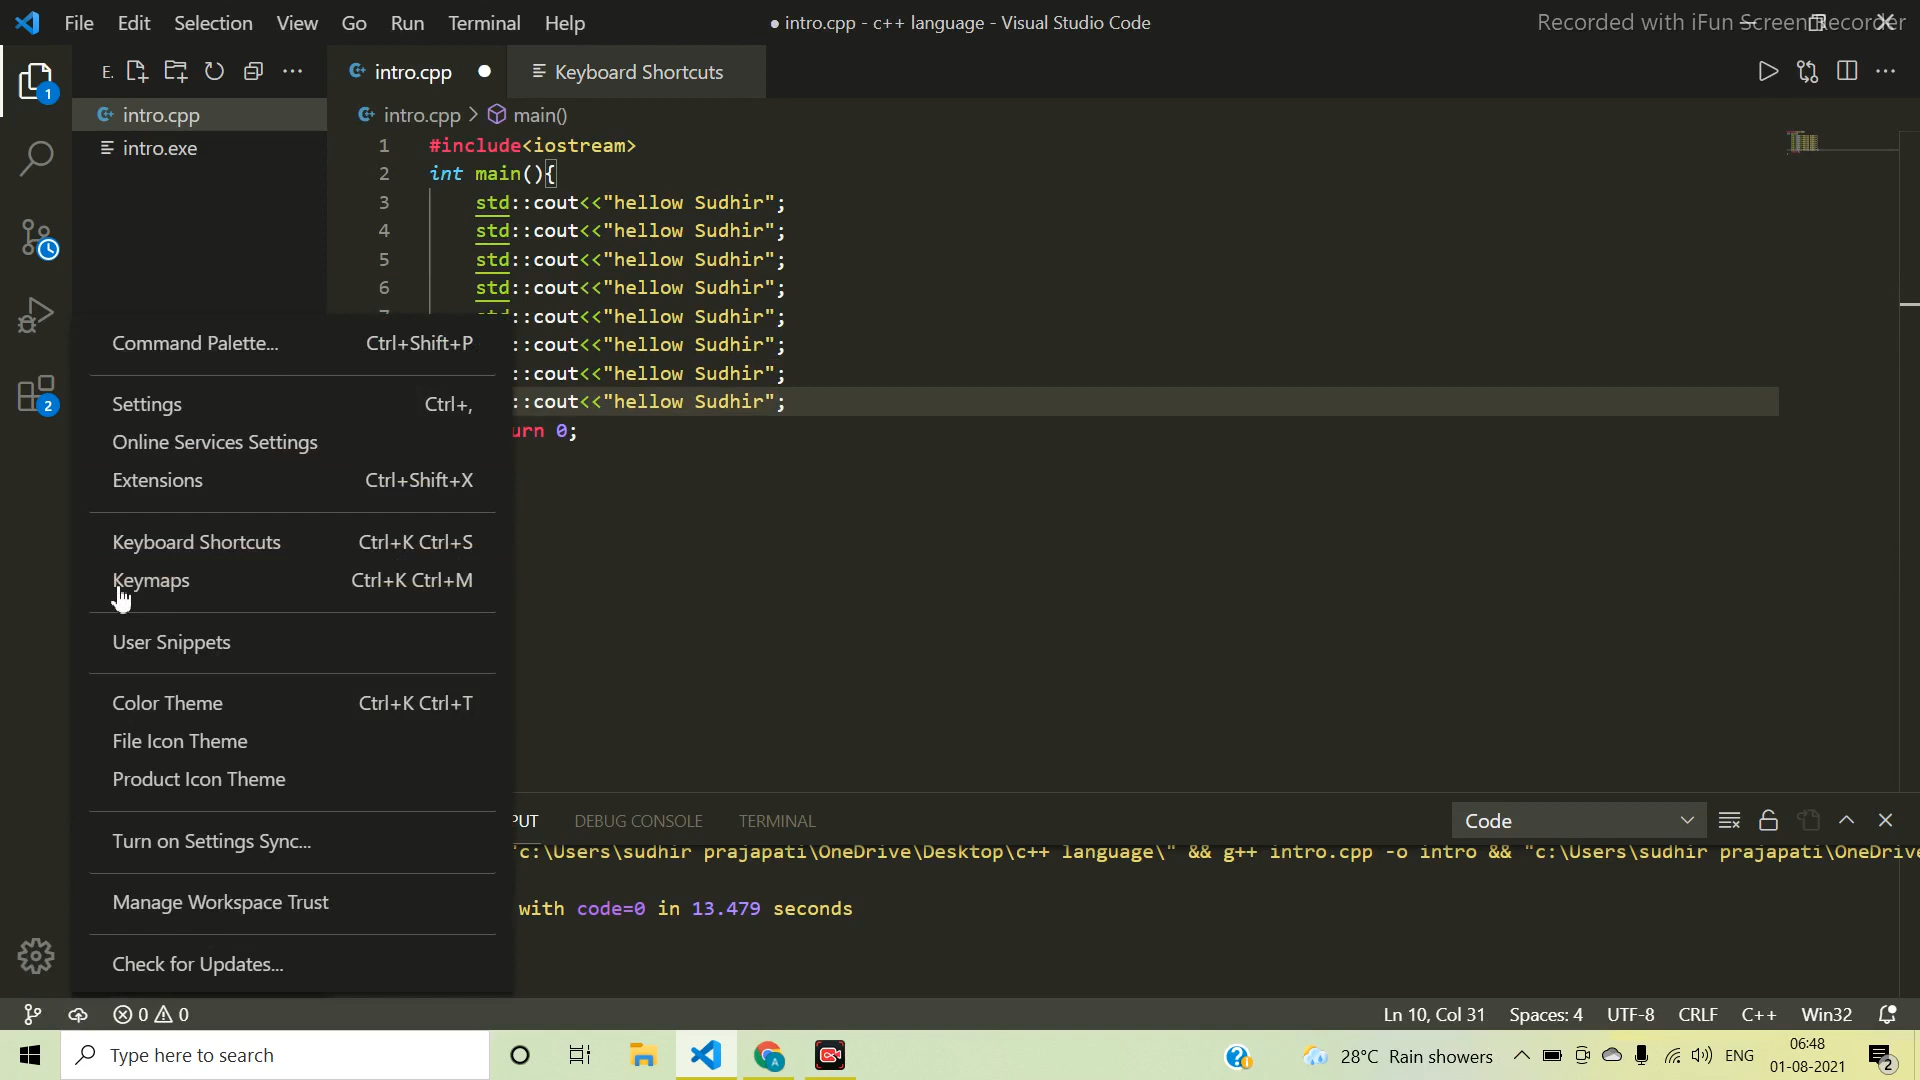 File Edit Selection View Go Run Terminal Help
● intro.cpp - c++ language - Visual Studio Code
Recorded with iFun Screen Recorder
E.
intro.cpp ●
Keyboard Shortcuts
1
intro.cpp
intro.exe
intro.cpp > main()
1 #include<iostream>
2 int main(){
3 std::cout<<"hellow Sudhir";
4 std::cout<<"hellow Sudhir";
5 std::cout<<"hellow Sudhir";
6 std::cout<<"hellow Sudhir";
7 std::cout<<"hellow Sudhir";
::cout<<"hellow Sudhir";
::cout<<"hellow Sudhir";
::cout<<"hellow Sudhir";
urn 0;
2
Command Palette... Ctrl+Shift+P
Settings Ctrl+,
Online Services Settings
Extensions Ctrl+Shift+X
Keyboard Shortcuts Ctrl+K Ctrl+S
Keymaps Ctrl+K Ctrl+M
User Snippets
Color Theme Ctrl+K Ctrl+T
File Icon Theme
Product Icon Theme
Turn on Settings Sync...
Manage Workspace Trust
Check for Updates...
PUT DEBUG CONSOLE TERMINAL
Code
"c:\Users\sudhir prajapati\OneDrive\Desktop\c++ language\" && g++ intro.cpp -o intro && "c:\Users\sudhir prajapati\OneDrive
with code=0 in 13.479 seconds
0 0
Ln 10, Col 31 Spaces: 4 UTF-8 CRLF C++ Win32
Type here to search
28°C Rain showers
ENG
06:48
01-08-2021
2